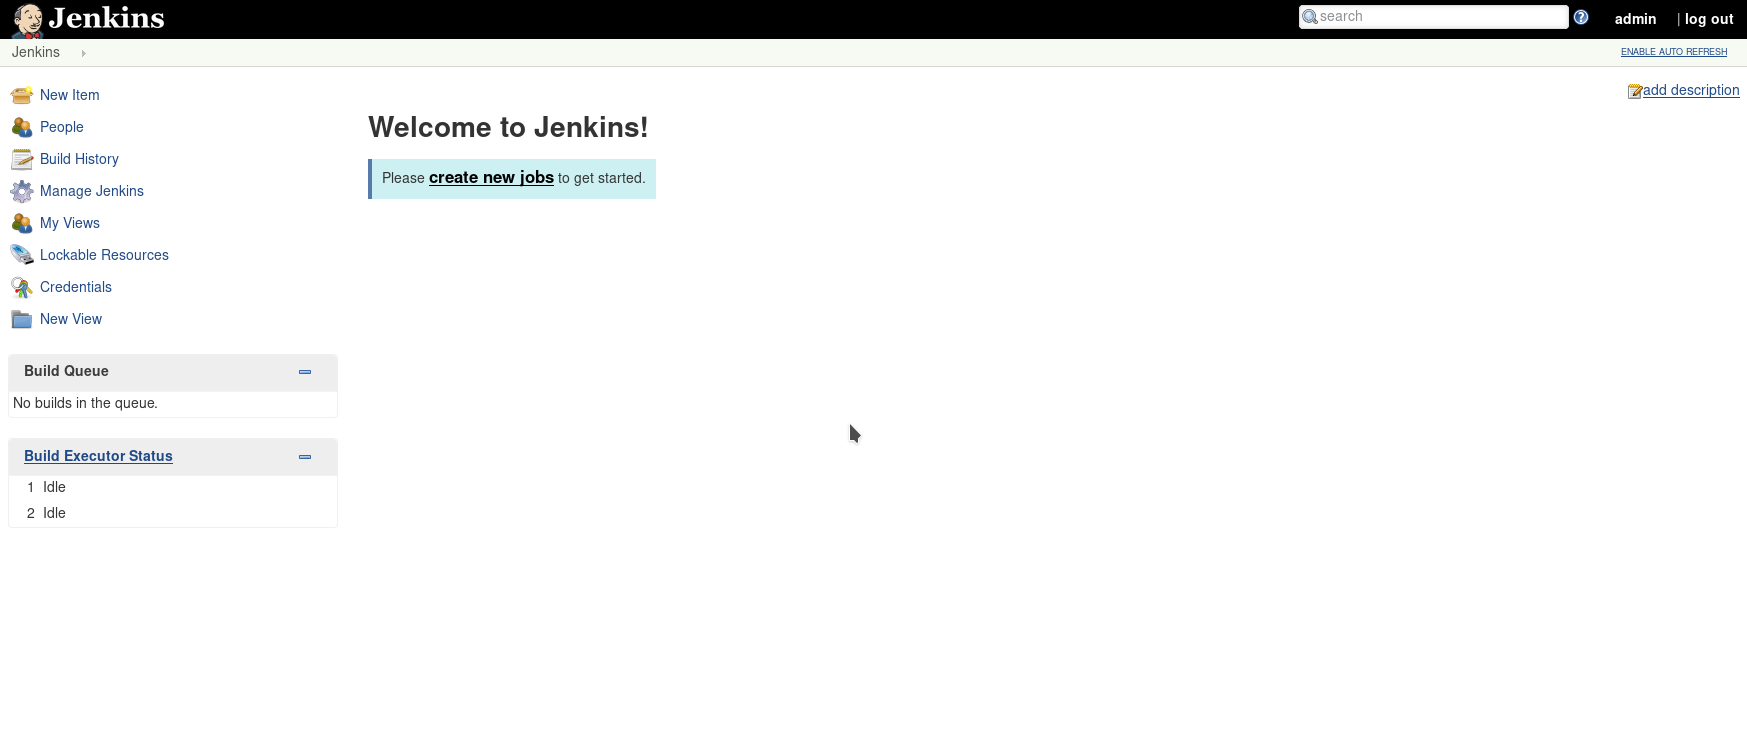 Jenkins
search
?
admin
| log out
Jenkins
ENABLE AUTO REFRESH
New Item
People
Build History
Manage Jenkins
My Views
Lockable Resources
Credentials
New View
Build Queue
No builds in the queue.
Build Executor Status
1 Idle
2 Idle
add description
Welcome to Jenkins!
Please create new jobs to get started.